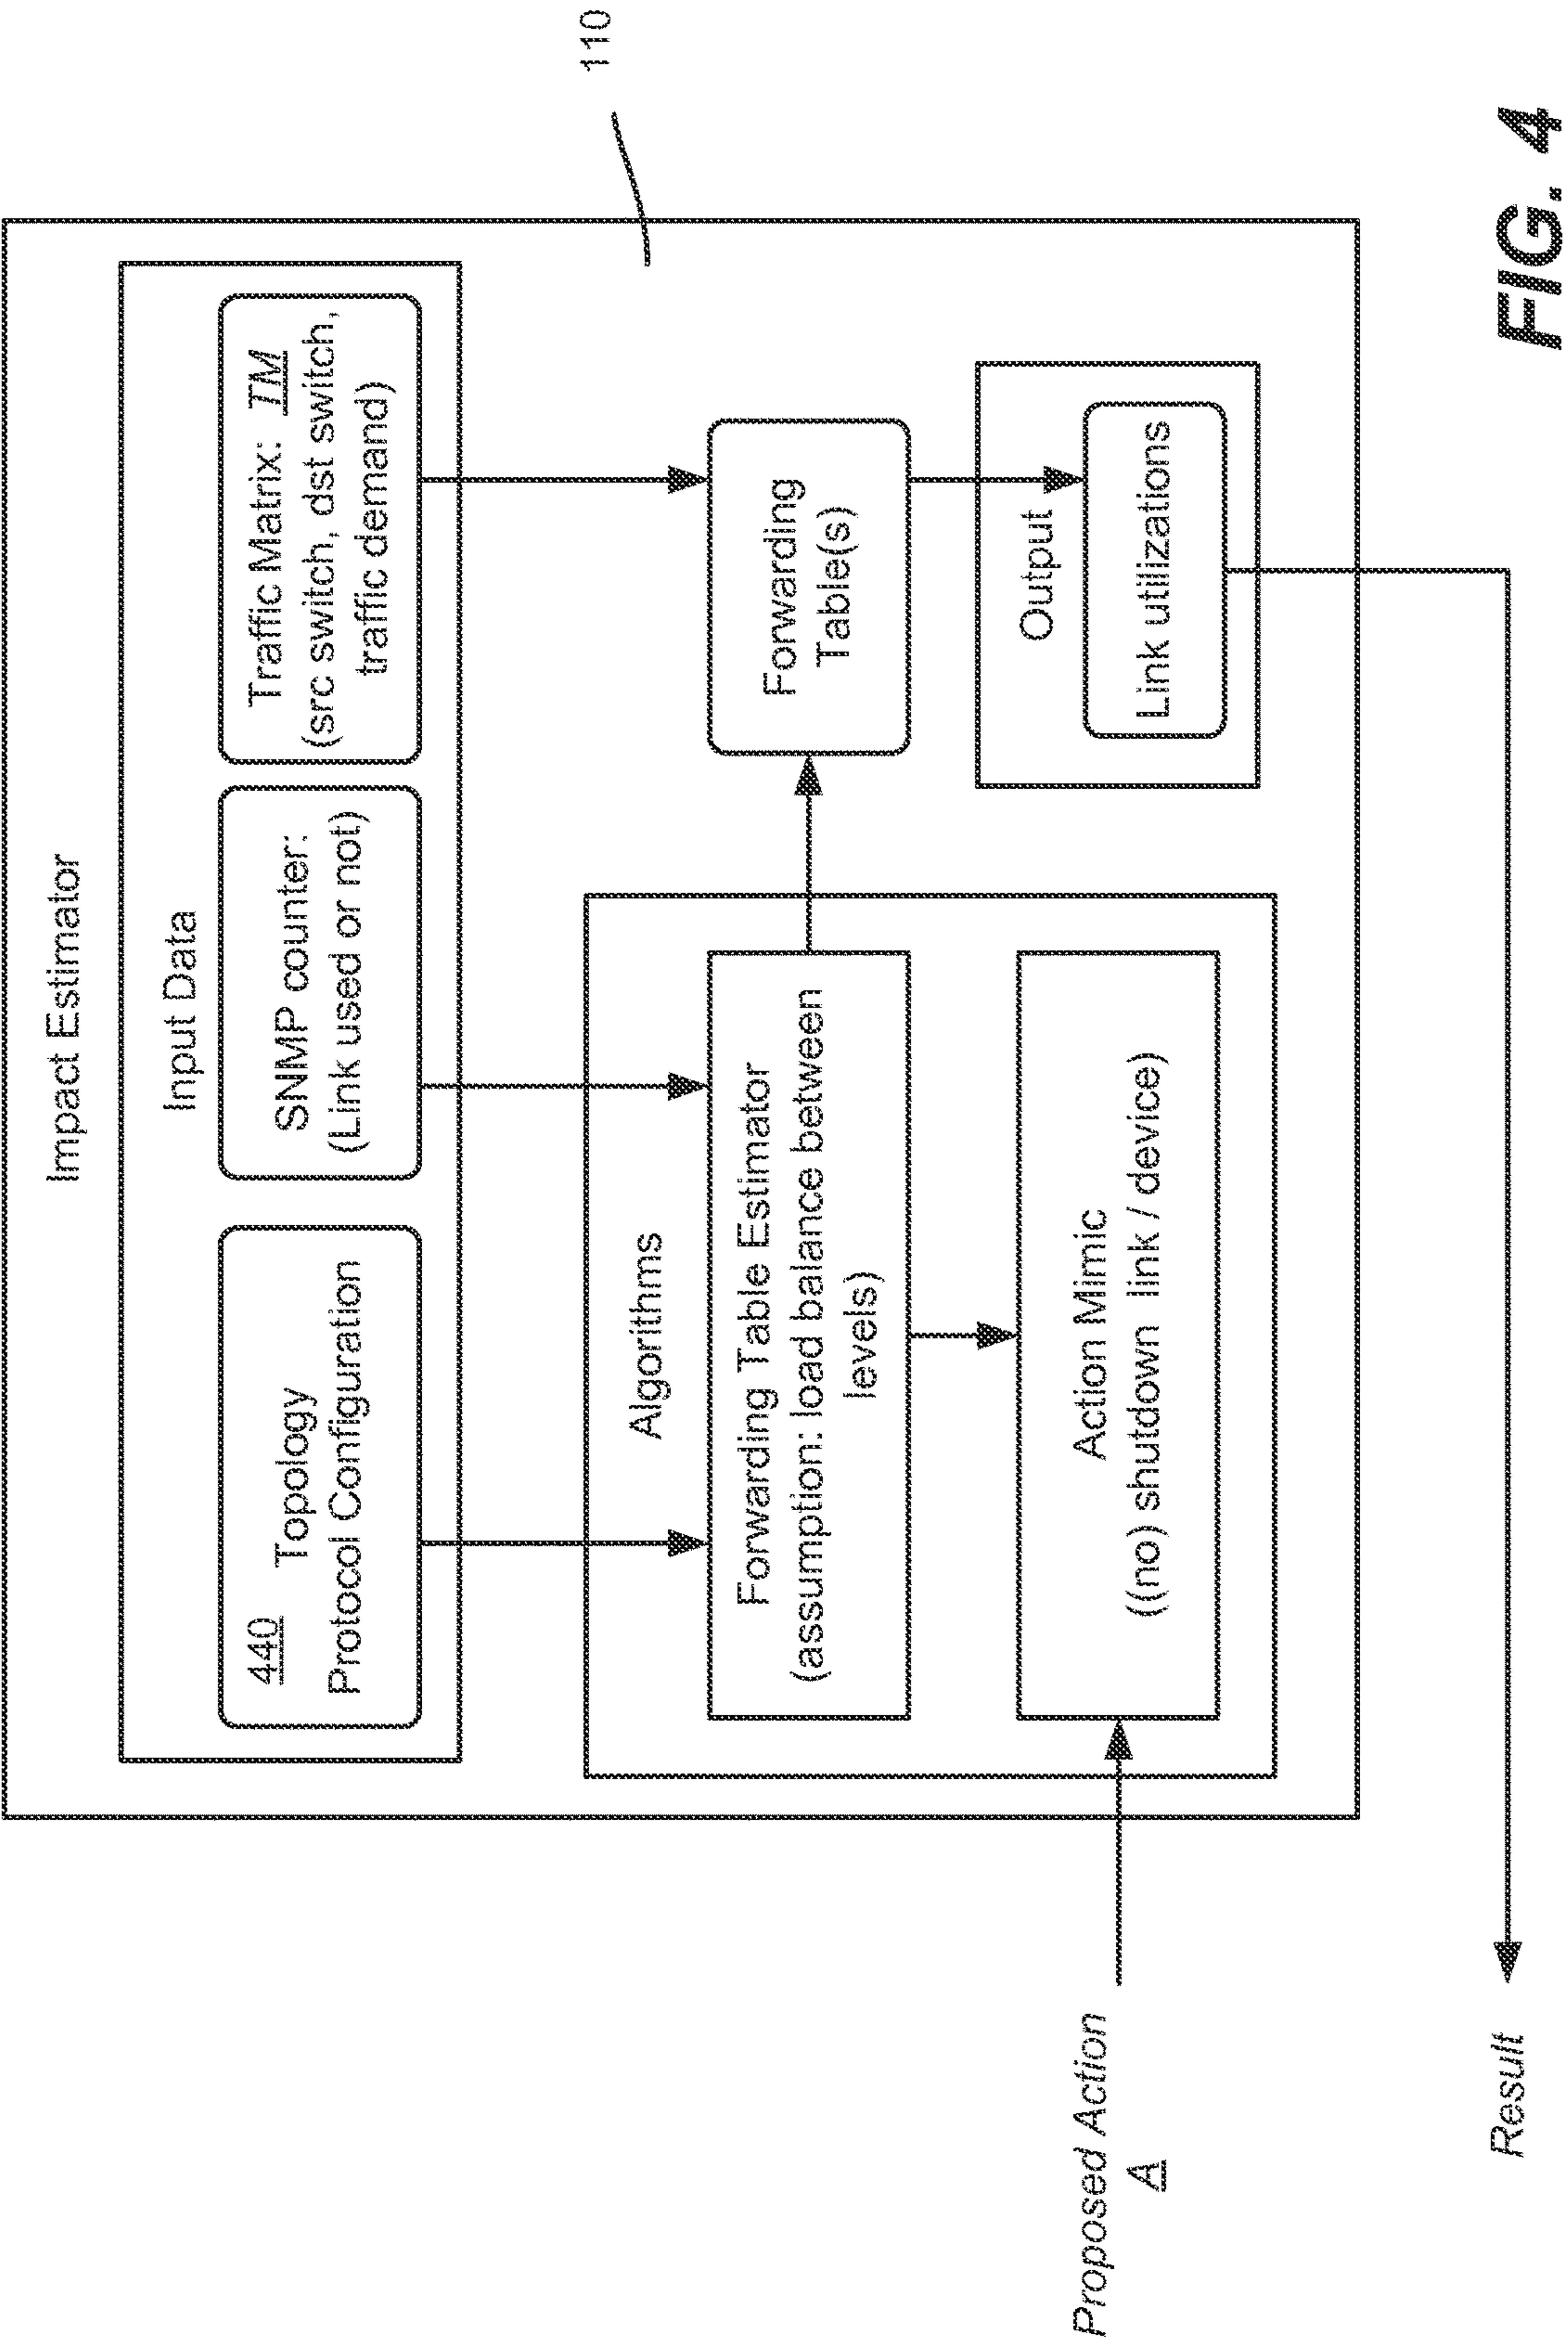 Impact Estimator
Input Data
440 Topology
Protocol Configuration
SNMP counter:
(Link used or not)
Traffic Matrix: TM
(src switch, dst switch,
traffic demand)
110
Algorithms
Forwarding Table Estimator
(assumption: load balance between
levels)
Forwarding
Table(s)
Action Mimic
((no) shutdown link / device)
Output
Link utilizations
Proposed Action
A
Result
FIG. 4